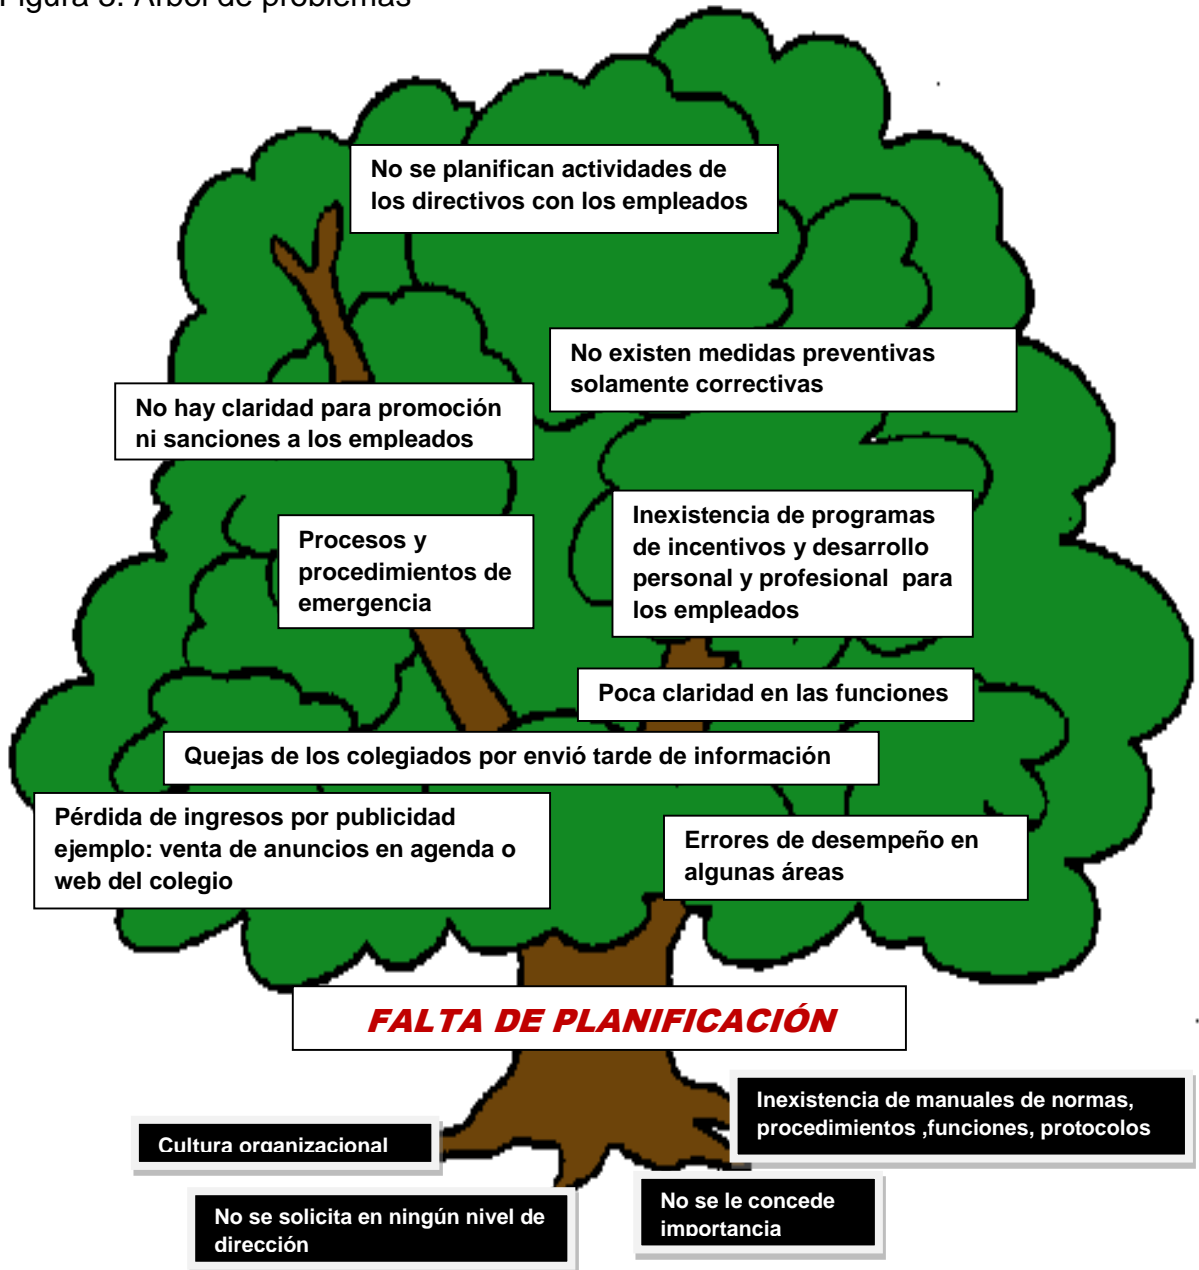 Figura 3. Árbol de problemas
No se planifican actividades de
los directivos con los empleados
No existen medidas preventivas
solamente correctivas
No hay claridad para promoción
ni sanciones a los empleados
Procesos y
procedimientos de
emergencia
Inexistencia de programas
de incentivos y desarrollo
personal y profesional para
los empleados
Poca claridad en las funciones
Quejas de los colegiados por envió tarde de información
Pérdida de ingresos por publicidad
ejemplo: venta de anuncios en agenda o
web del colegio
Errores de desempeño en
algunas áreas
FALTA DE PLANIFICACIÓN
Inexistencia de manuales de normas,
procedimientos ,funciones, protocolos
Cultura organizacional
No se le concede
importancia
No se solicita en ningún nivel de
dirección